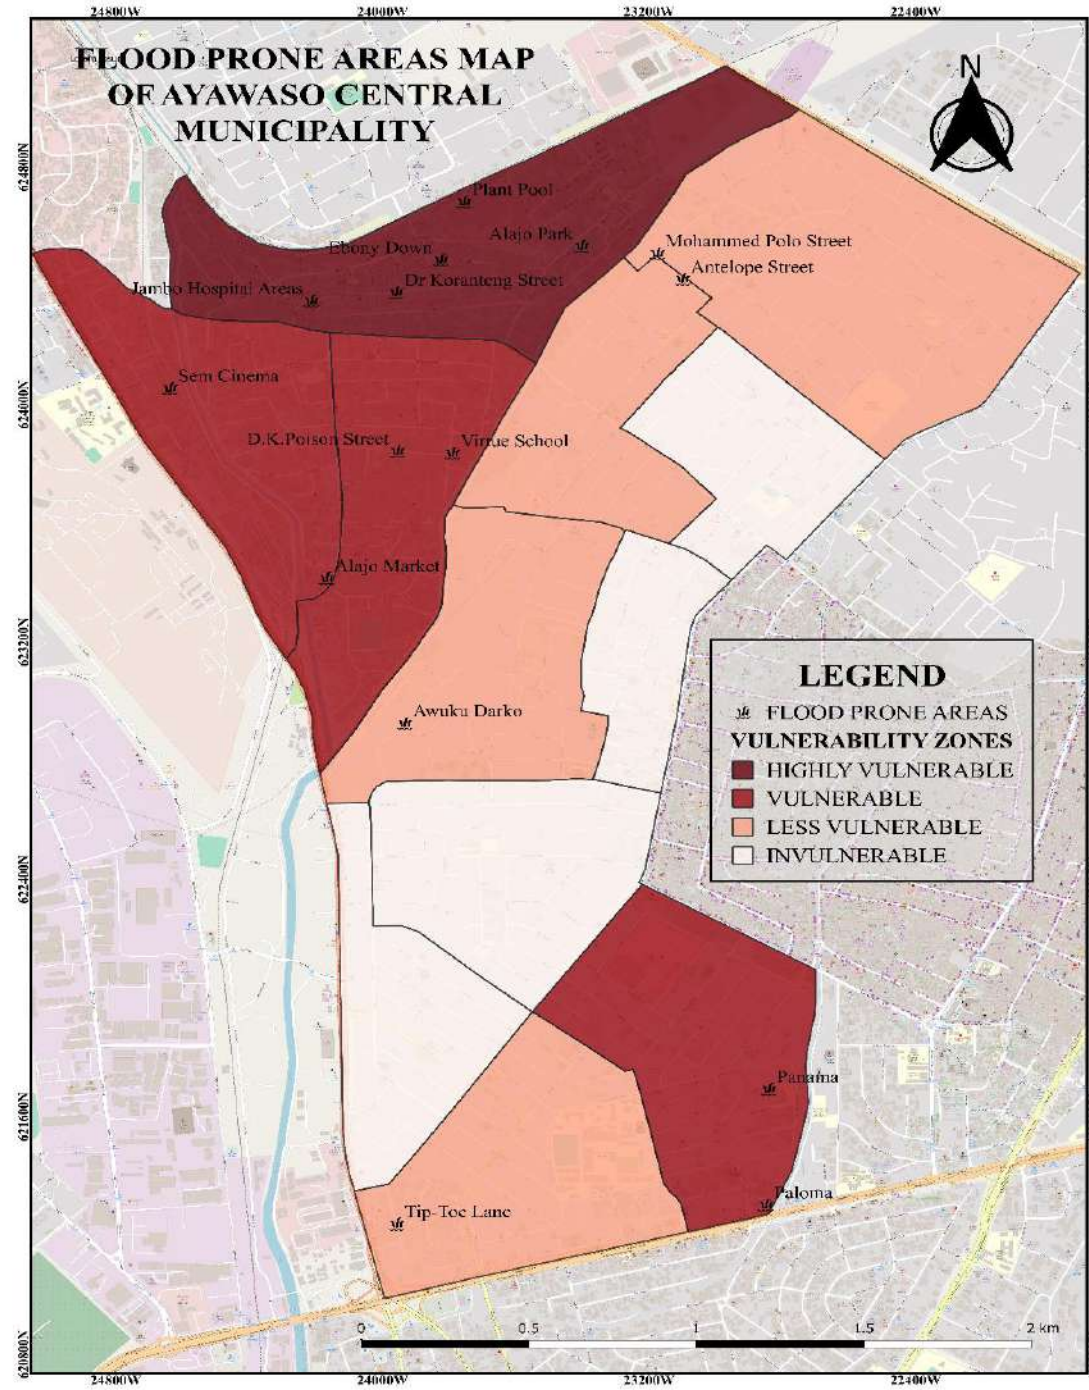 24800W 24000W 23200W 22400W
FLOOD PRONE AREAS MAP
OF AYAWASO CENTRAL
MUNICIPALITY
N
624800N
624000N
623200N
622400N
621600N
620800N
Plant Pool
Alajo Park
Ebony Down
Mohammed Polo Street
Antelope Street
Dr Koranteng Street
Jambo Hospital Areas
Sem Cinema
D.K.Poison Street
Virtue School
Alajo Market
Awuku Darko
LEGEND
FLOOD PRONE AREAS
VULNERABILITY ZONES
HIGHLY VULNERABLE
VULNERABLE
LESS VULNERABLE
INVULNERABLE
Panama
Paloma
Tip-Toe Lane
0 0.5 1 1.5 2 km
24800W 24000W 23200W 22400W